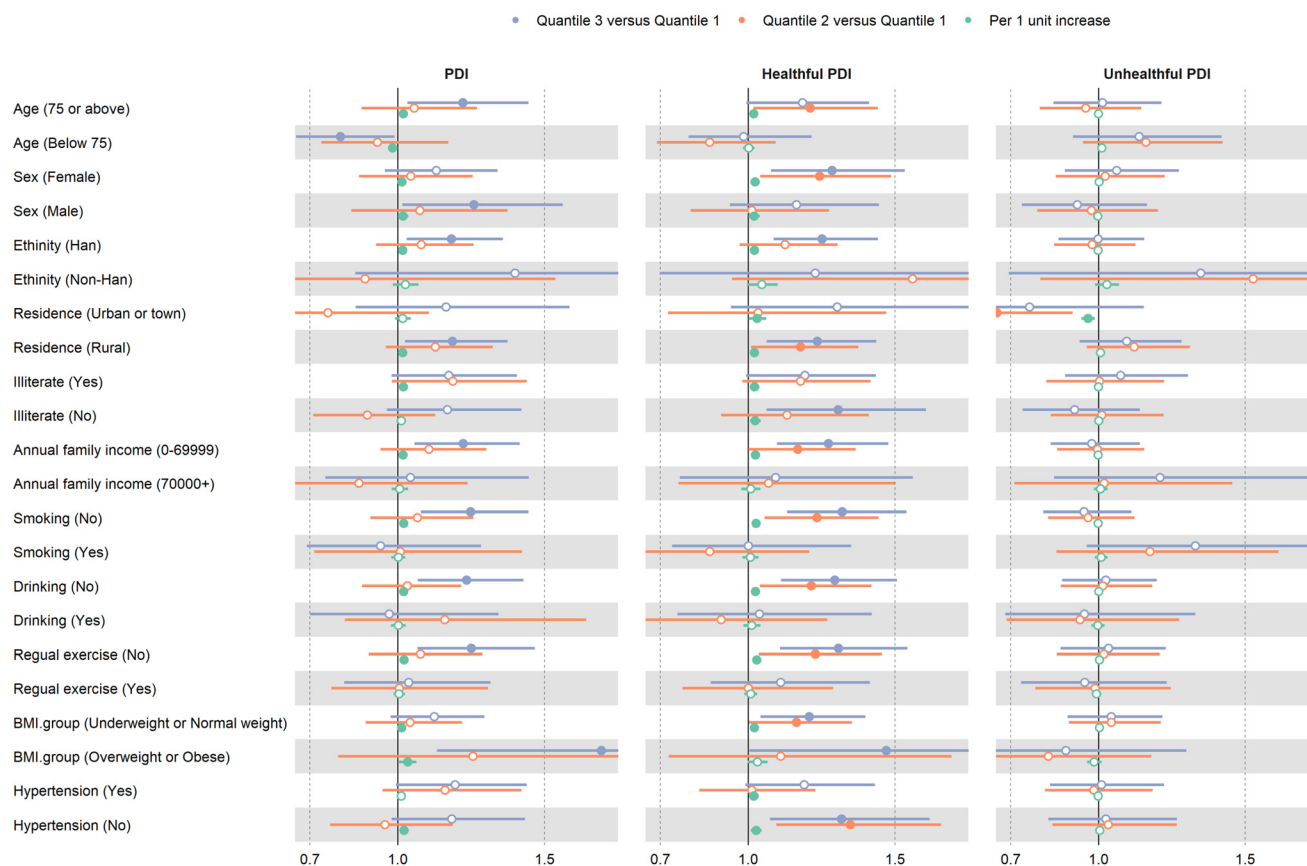 Quantile 3 versus Quantile 1 Quantile 2 versus Quantile 1 Per 1 unit increase
PDI Healthful PDI Unhealthful PDI
Age (75 or above)
Age (Below 75)
Sex (Female)
Sex (Male)
Ethinity (Han)
Ethinity (Non-Han)
Residence (Urban or town)
Residence (Rural)
Illiterate (Yes)
Illiterate (No)
Annual family income (0-69999)
Annual family income (70000+)
Smoking (No)
Smoking (Yes)
Drinking (No)
Drinking (Yes)
Regual exercise (No)
Regual exercise (Yes)
BMI.group (Underweight or Normal weight)
BMI.group (Overweight or Obese)
Hypertension (Yes)
Hypertension (No)
0.7 1.0 1.5 0.7 1.0 1.5 0.7 1.0 1.5